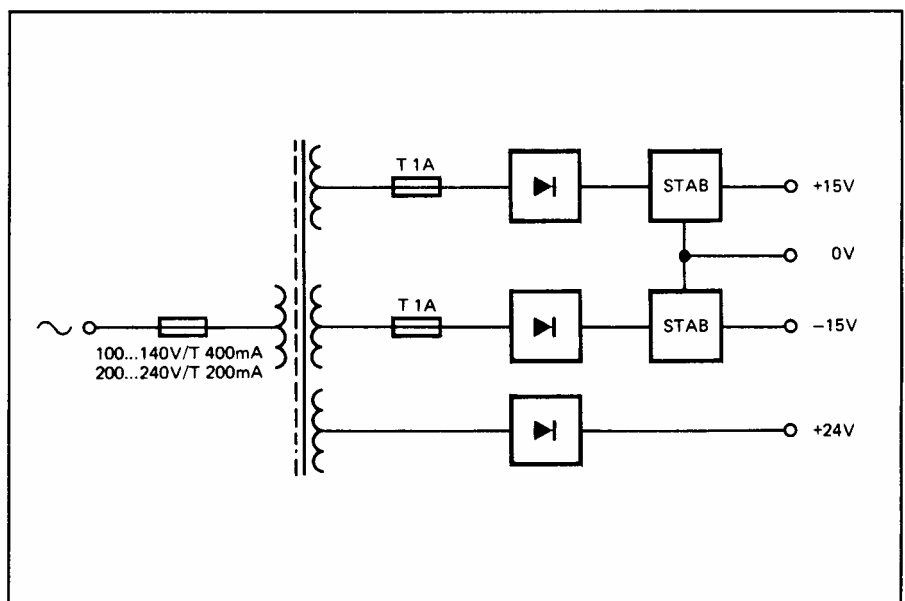 T 1A
STAB
+15V
0V
T 1A
STAB
−15V
100...140V/T 400mA
200...240V/T 200mA
+24V